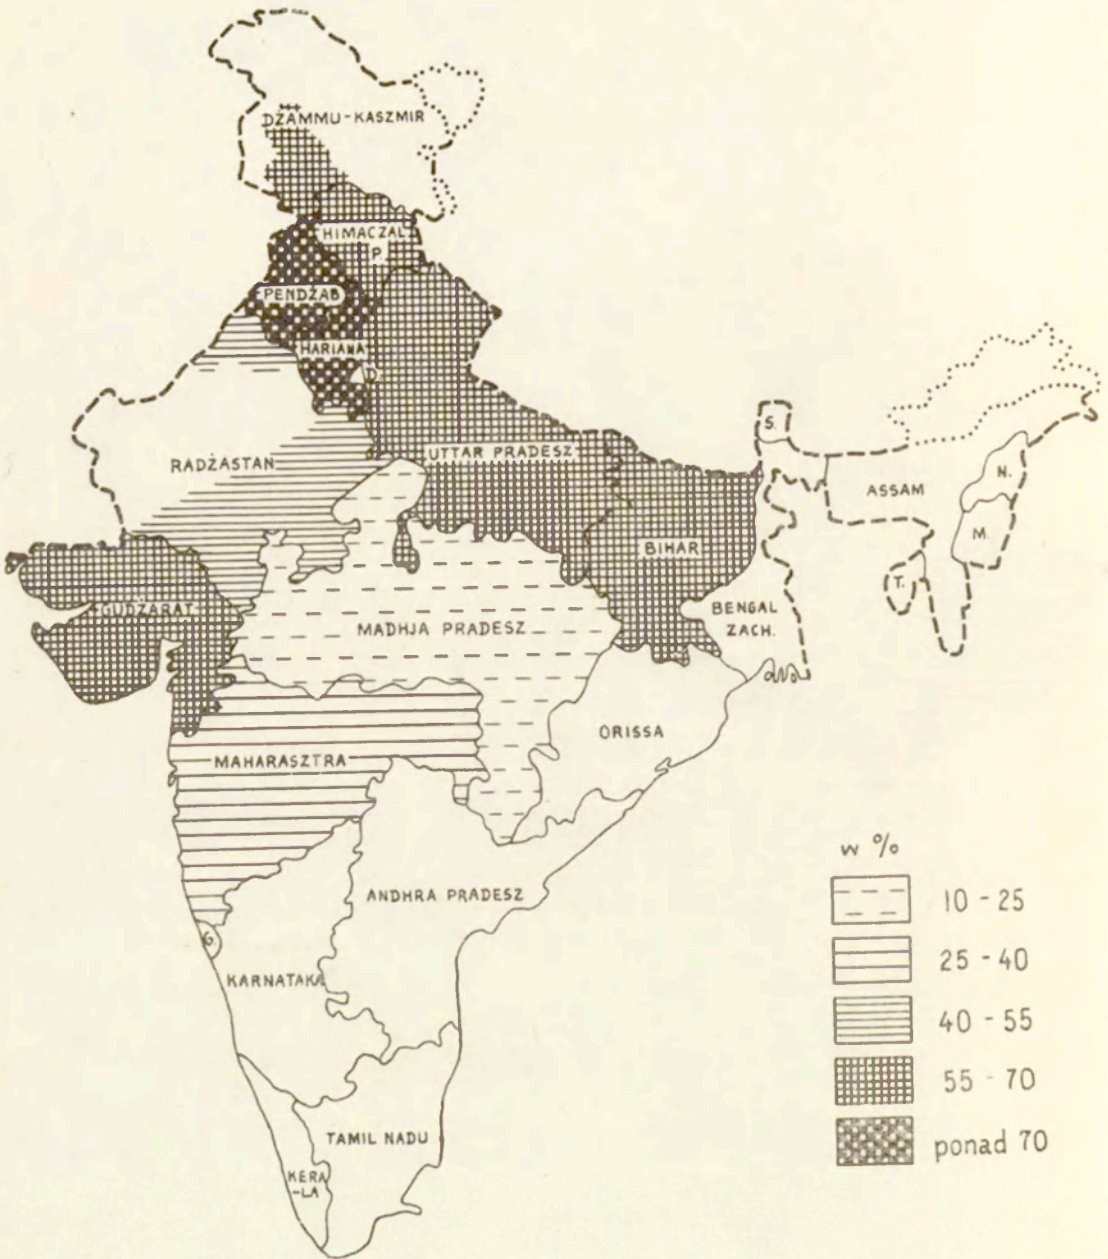 DŻAMMU-KASZMIR
HIMACZAL
P.
PENDŻAB
HARIANA
D.
RADŻASTAN
UTTAR PRADESZ
S.
ASSAM
N.
M.
T.
BIHAR
BENGAL
ZACH.
GUDŻARAT
MADHJA PRADESZ
ORISSA
MAHARASZTRA
ANDHRA PRADESZ
G.
KARNATAKA
TAMIL NADU
KERA
-LA
w %
10 - 25
25 - 40
40 - 55
55 - 70
ponad 70